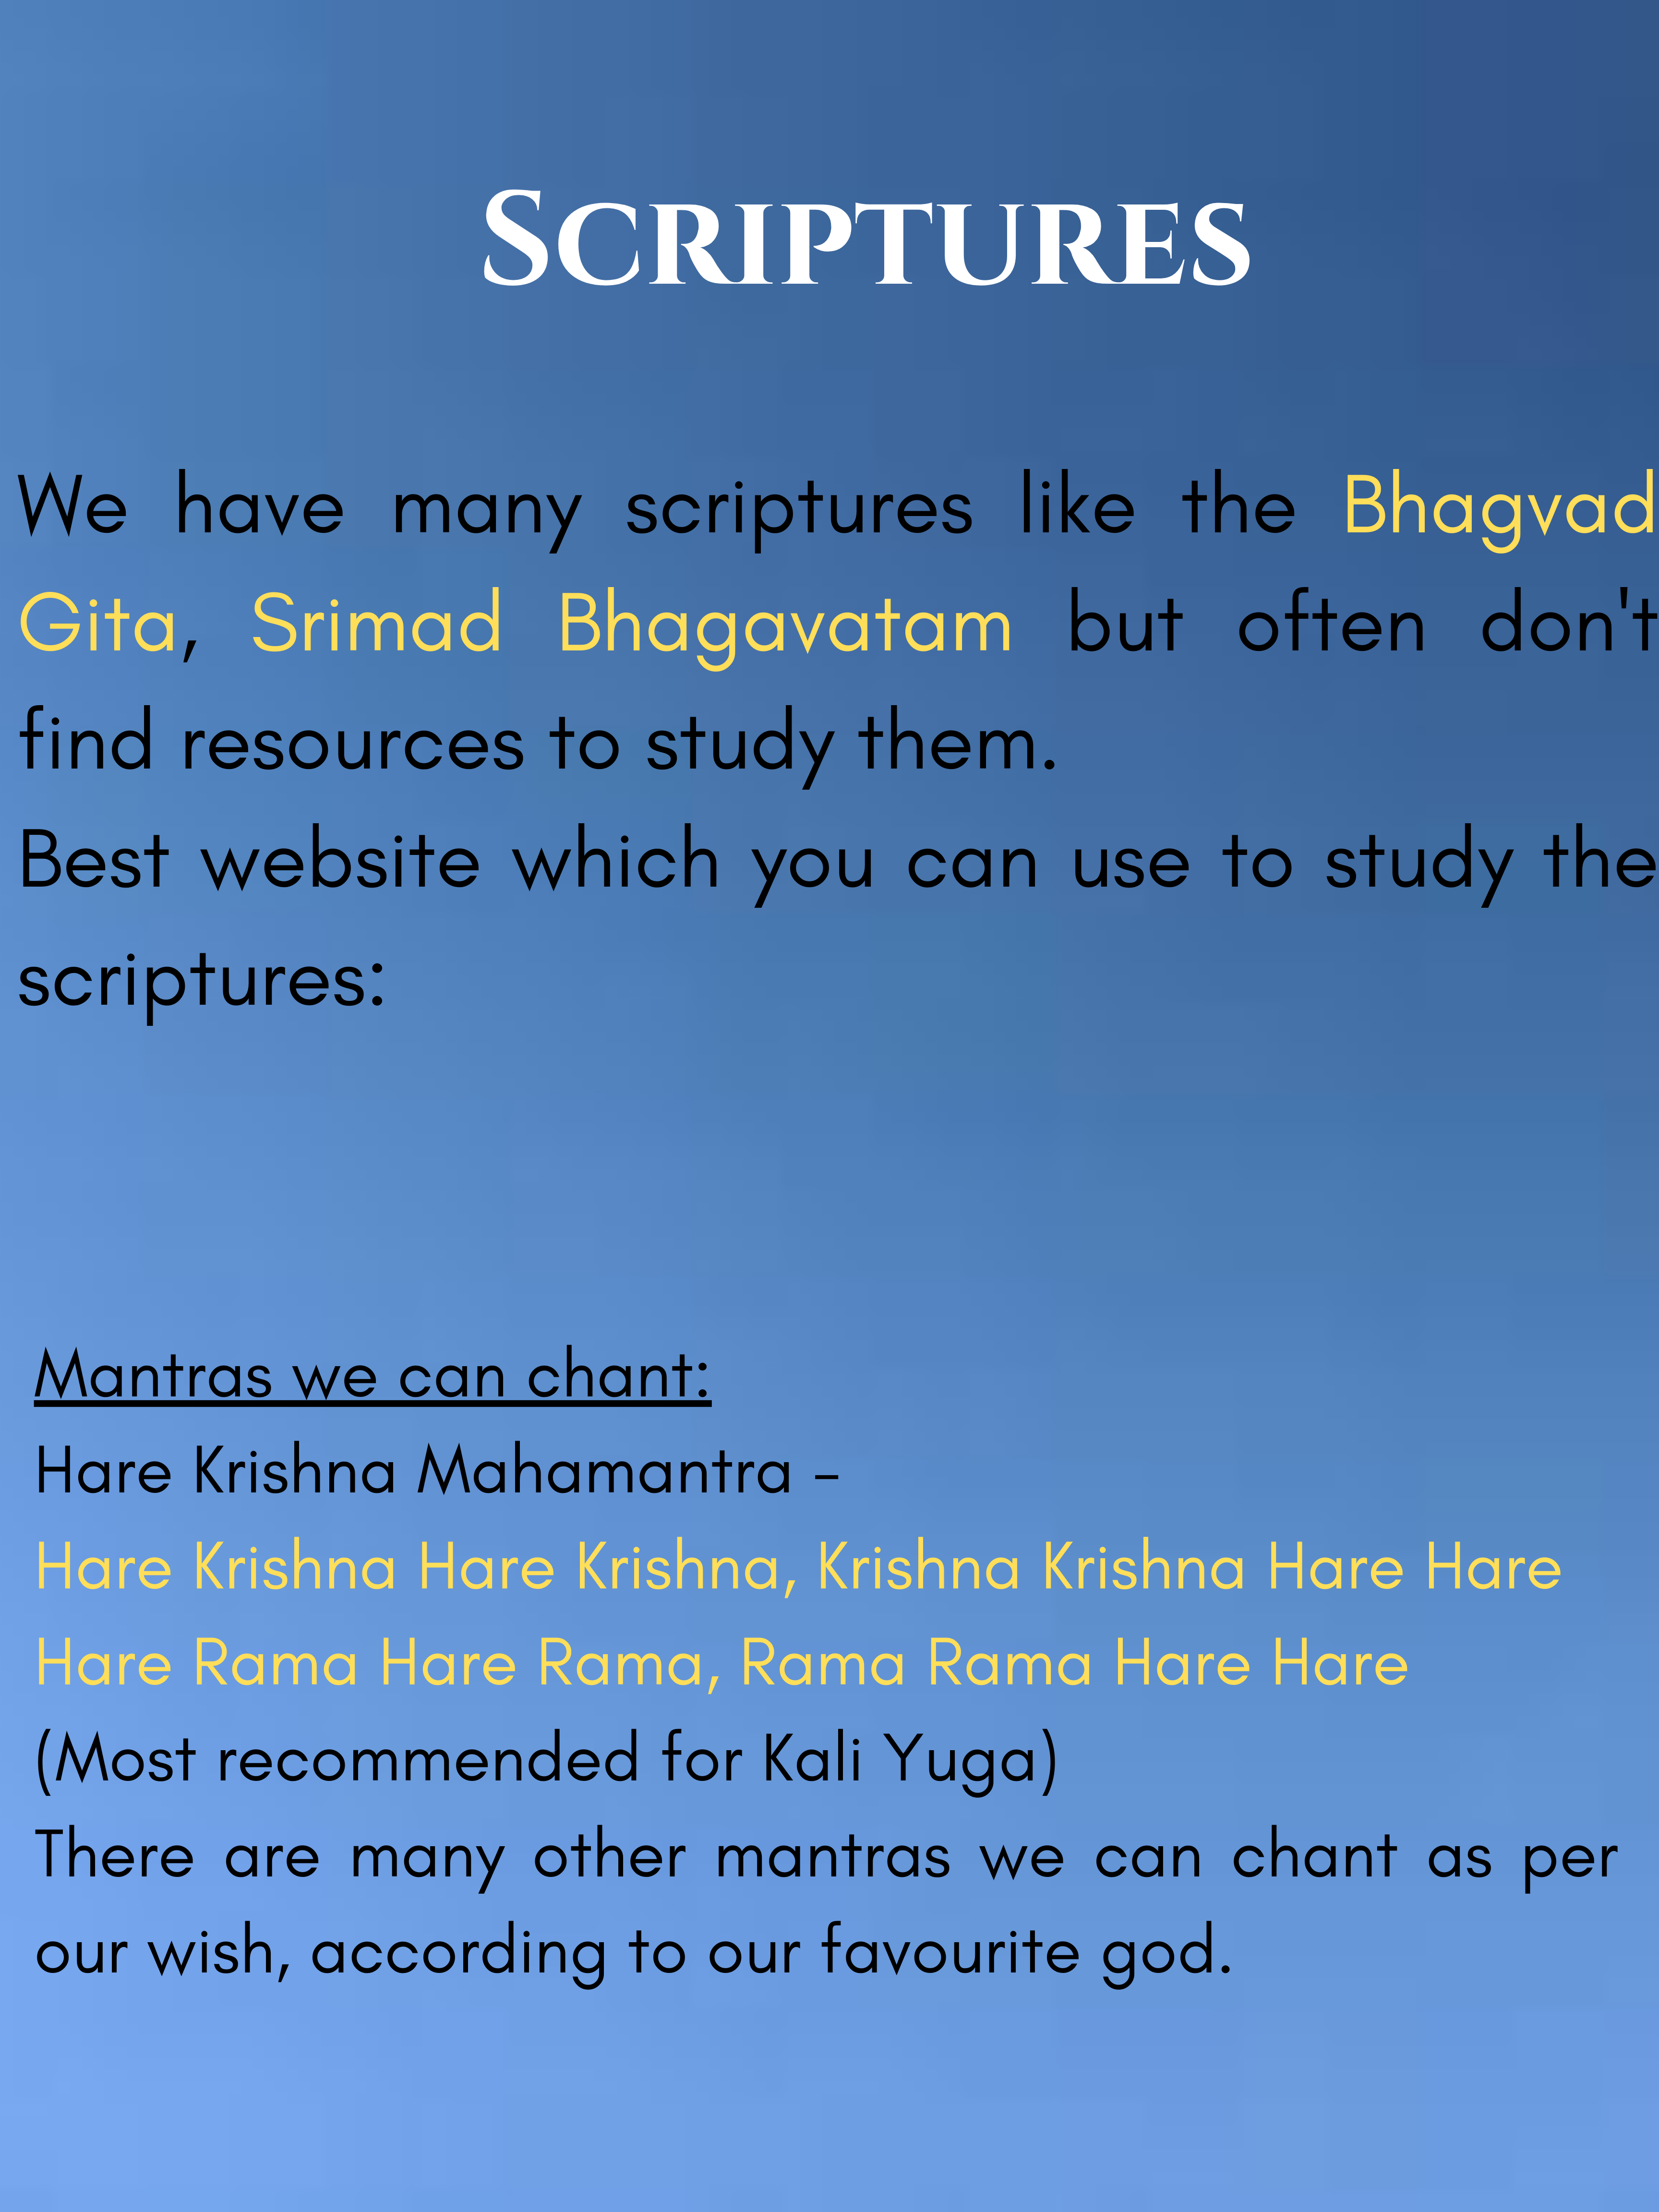 Scriptures
We have many scriptures like the Bhagvad
Gita, Srimad Bhagavatam but often don't
find resources to study them.
Best website which you can use to study the
scriptures:
Mantras we can chant:
Hare Krishna Mahamantra -
Hare Krishna Hare Krishna, Krishna Krishna Hare Hare
Hare Rama Hare Rama, Rama Rama Hare Hare
(Most recommended for Kali Yuga)
There are many other mantras we can chant as per
our wish, according to our favourite god.